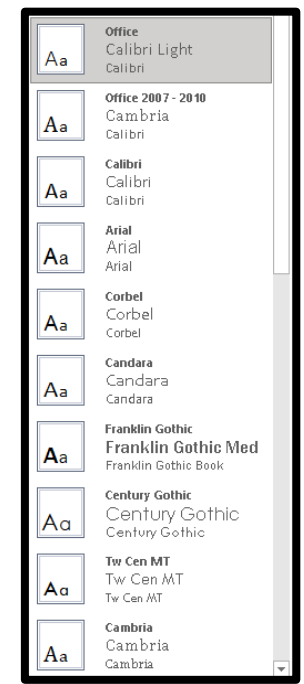 Aa
Office
Calibri Light
Calibri
Aa
Office 2007 - 2010
Cambria
Calibri
Aa
Calibri
Calibri
Calibri
Aa
Arial
Arial
Arial
Aa
Corbel
Corbel
Corbel
Aa
Candara
Candara
Candara
Aa
Franklin Gothic
Franklin Gothic Med
Franklin Gothic Book
Aa
Century Gothic
Century Gothic
Century Gothic
Aa
Tw Cen MT
Tw Cen MT
Tw Cen MT
Aa
Cambria
Cambria
Cambria